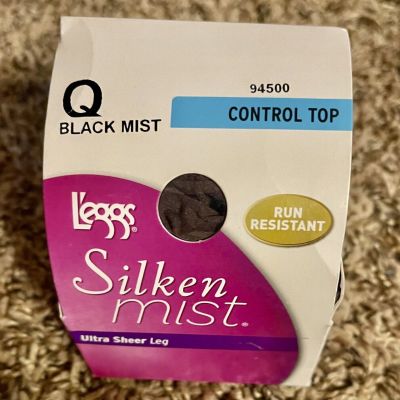 Q
BLACK MIST
94500
CONTROL TOP
L'eggs®
RUN
RESISTANT
Silken
mist®
Ultra Sheer Leg